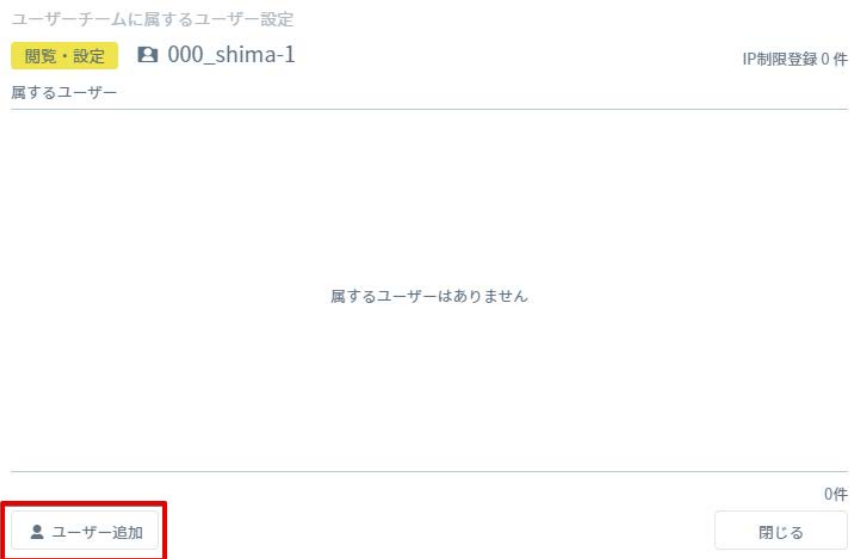 ユーザーチームに属するユーザー設定
閲覧・設定 000_shima-1 IP制限登録 0 件
属するユーザー
属するユーザーはありません
0件
ユーザー追加 閉じる